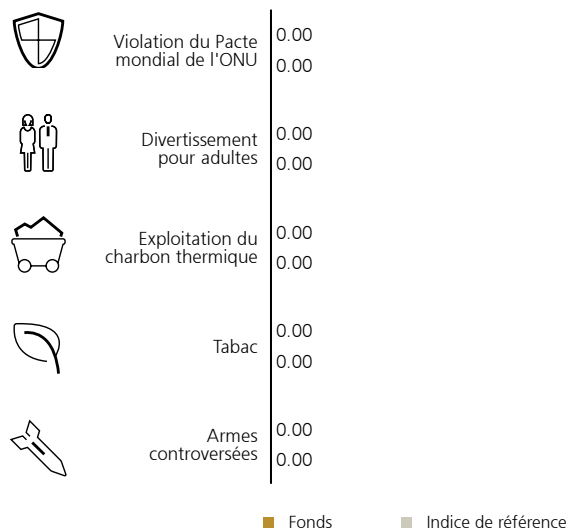 Violation du Pacte
mondial de l'ONU
0.00
0.00
Divertissement
pour adultes
0.00
0.00
Exploitation du
charbon thermique
0.00
0.00
Tabac
0.00
0.00
Armes
controversées
0.00
0.00
Fonds
Indice de référence